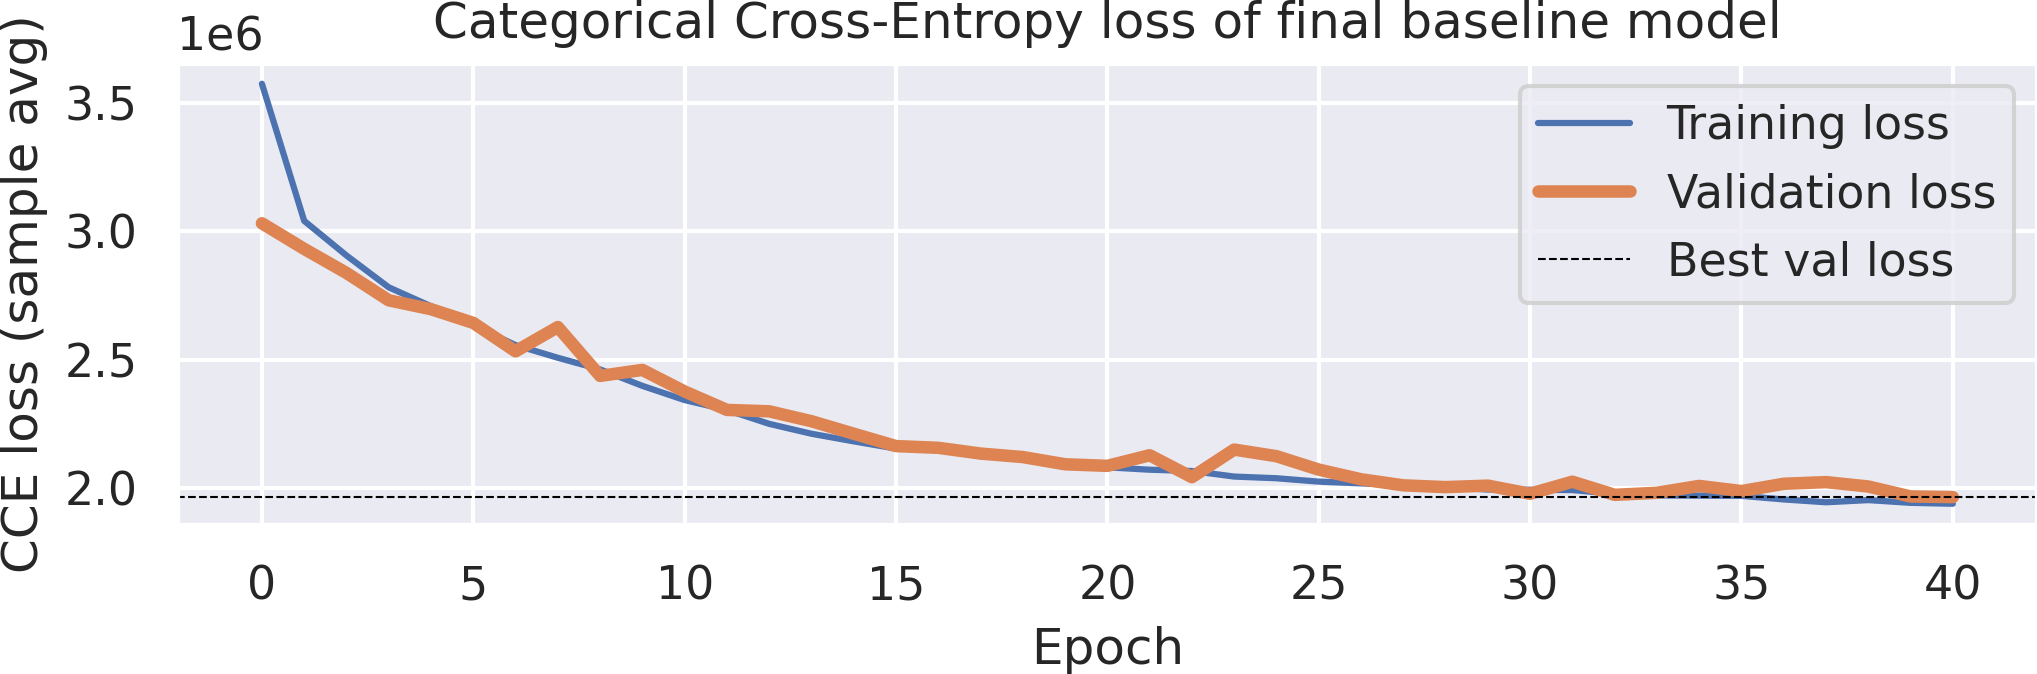 Categorical Cross-Entropy loss of final baseline model
1e6
CCE loss (sample avg)
3.5
3.0
2.5
2.0
Training loss
Validation loss
Best val loss
0 5 10 15 20 25 30 35 40
Epoch